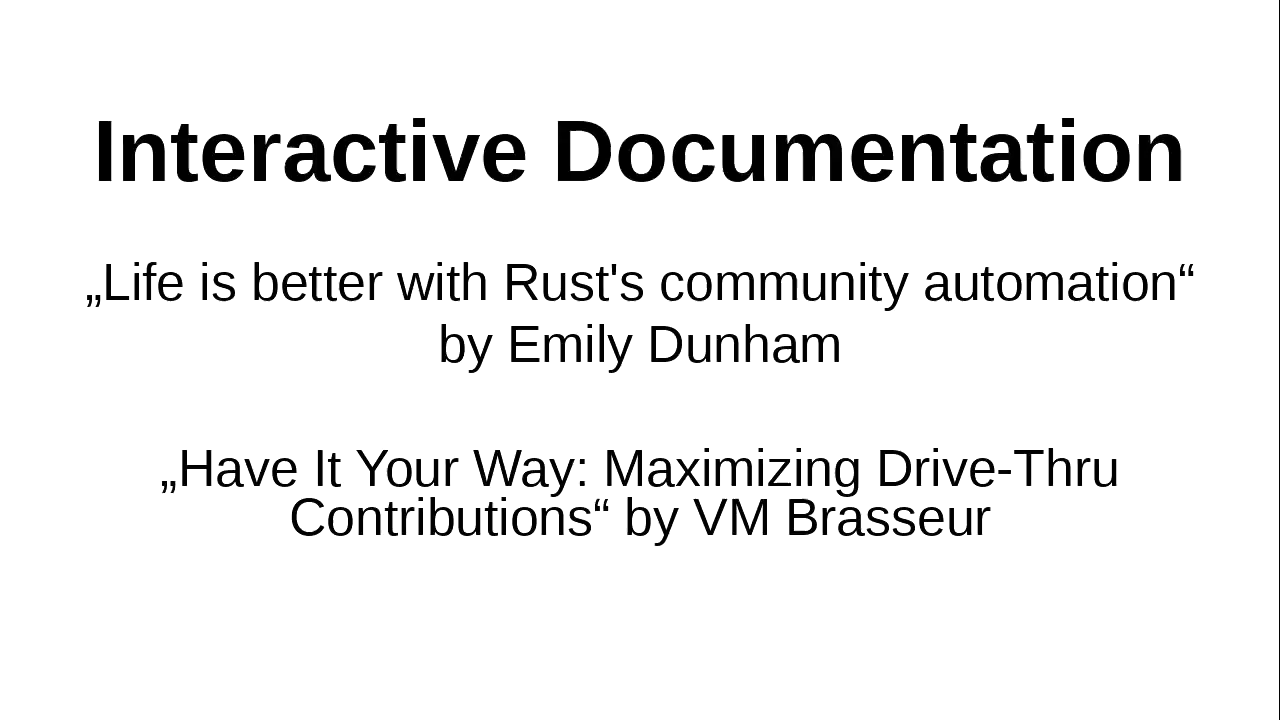 Interactive Documentation
„Life is better with Rust's community automation“
by Emily Dunham
„Have It Your Way: Maximizing Drive-Thru
Contributions“ by VM Brasseur